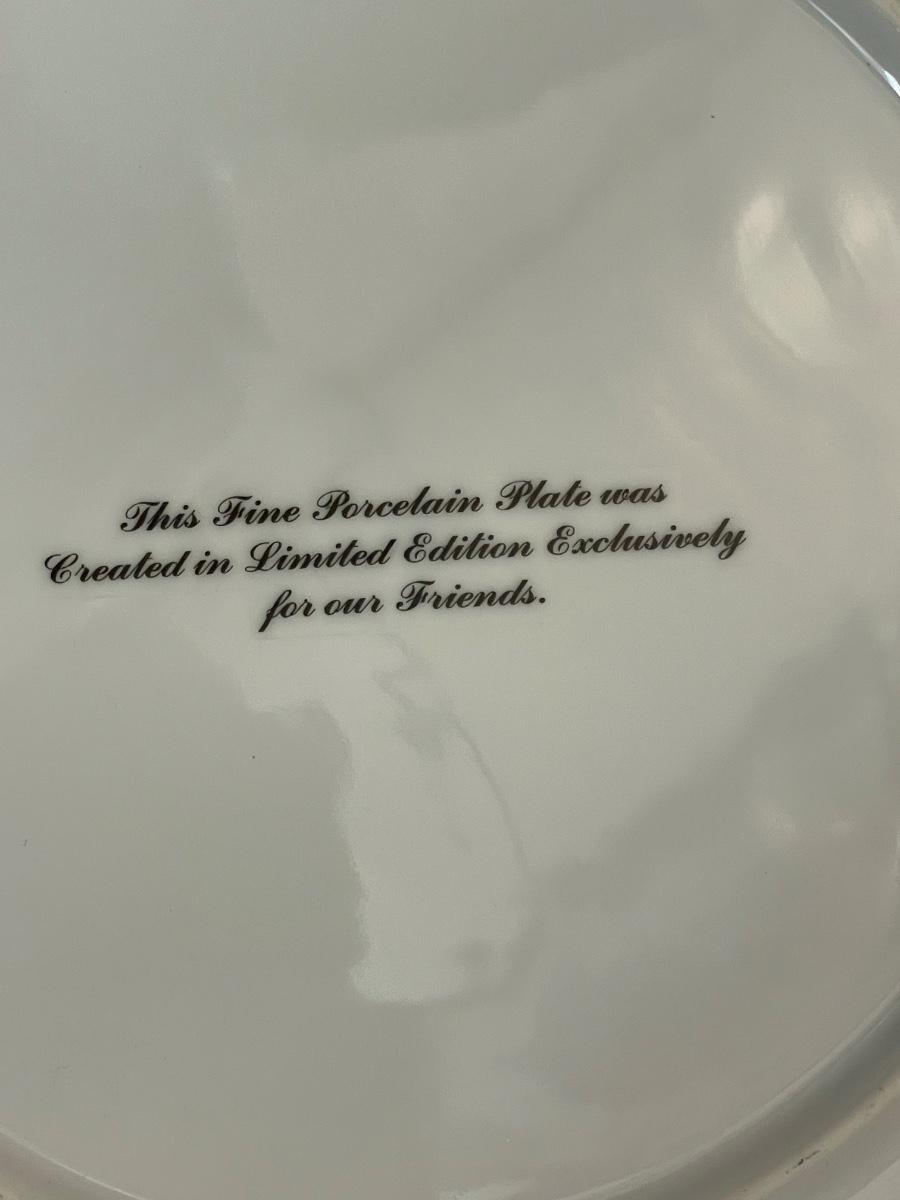 This Fine Porcelain Plate was
Created in Limited Edition Exclusively
for our Friends.